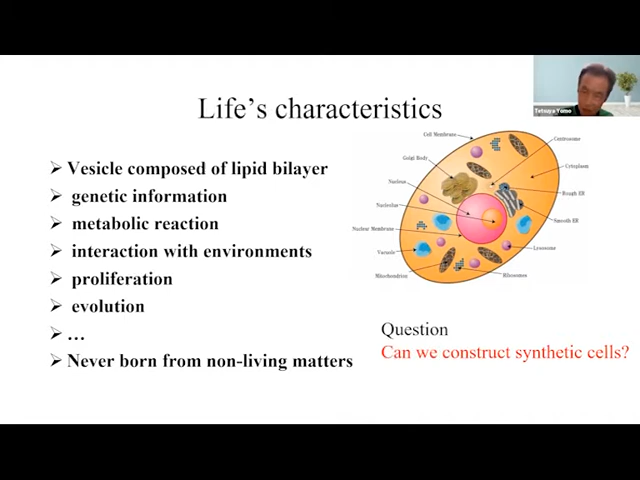 Tetsuya Yomo
Life's characteristics
Vesicle composed of lipid bilayer
genetic information
metabolic reaction
interaction with environments
proliferation
evolution
...
Never born from non-living matters
Cell Membrane
Golgi Body
Nucleus
Nucleolus
Nuclear Membrane
Vacuole
Mitochondrion
Centrosome
Cytoplasm
Rough ER
Smooth ER
Lysosome
Ribosomes
Question
Can we construct synthetic cells?